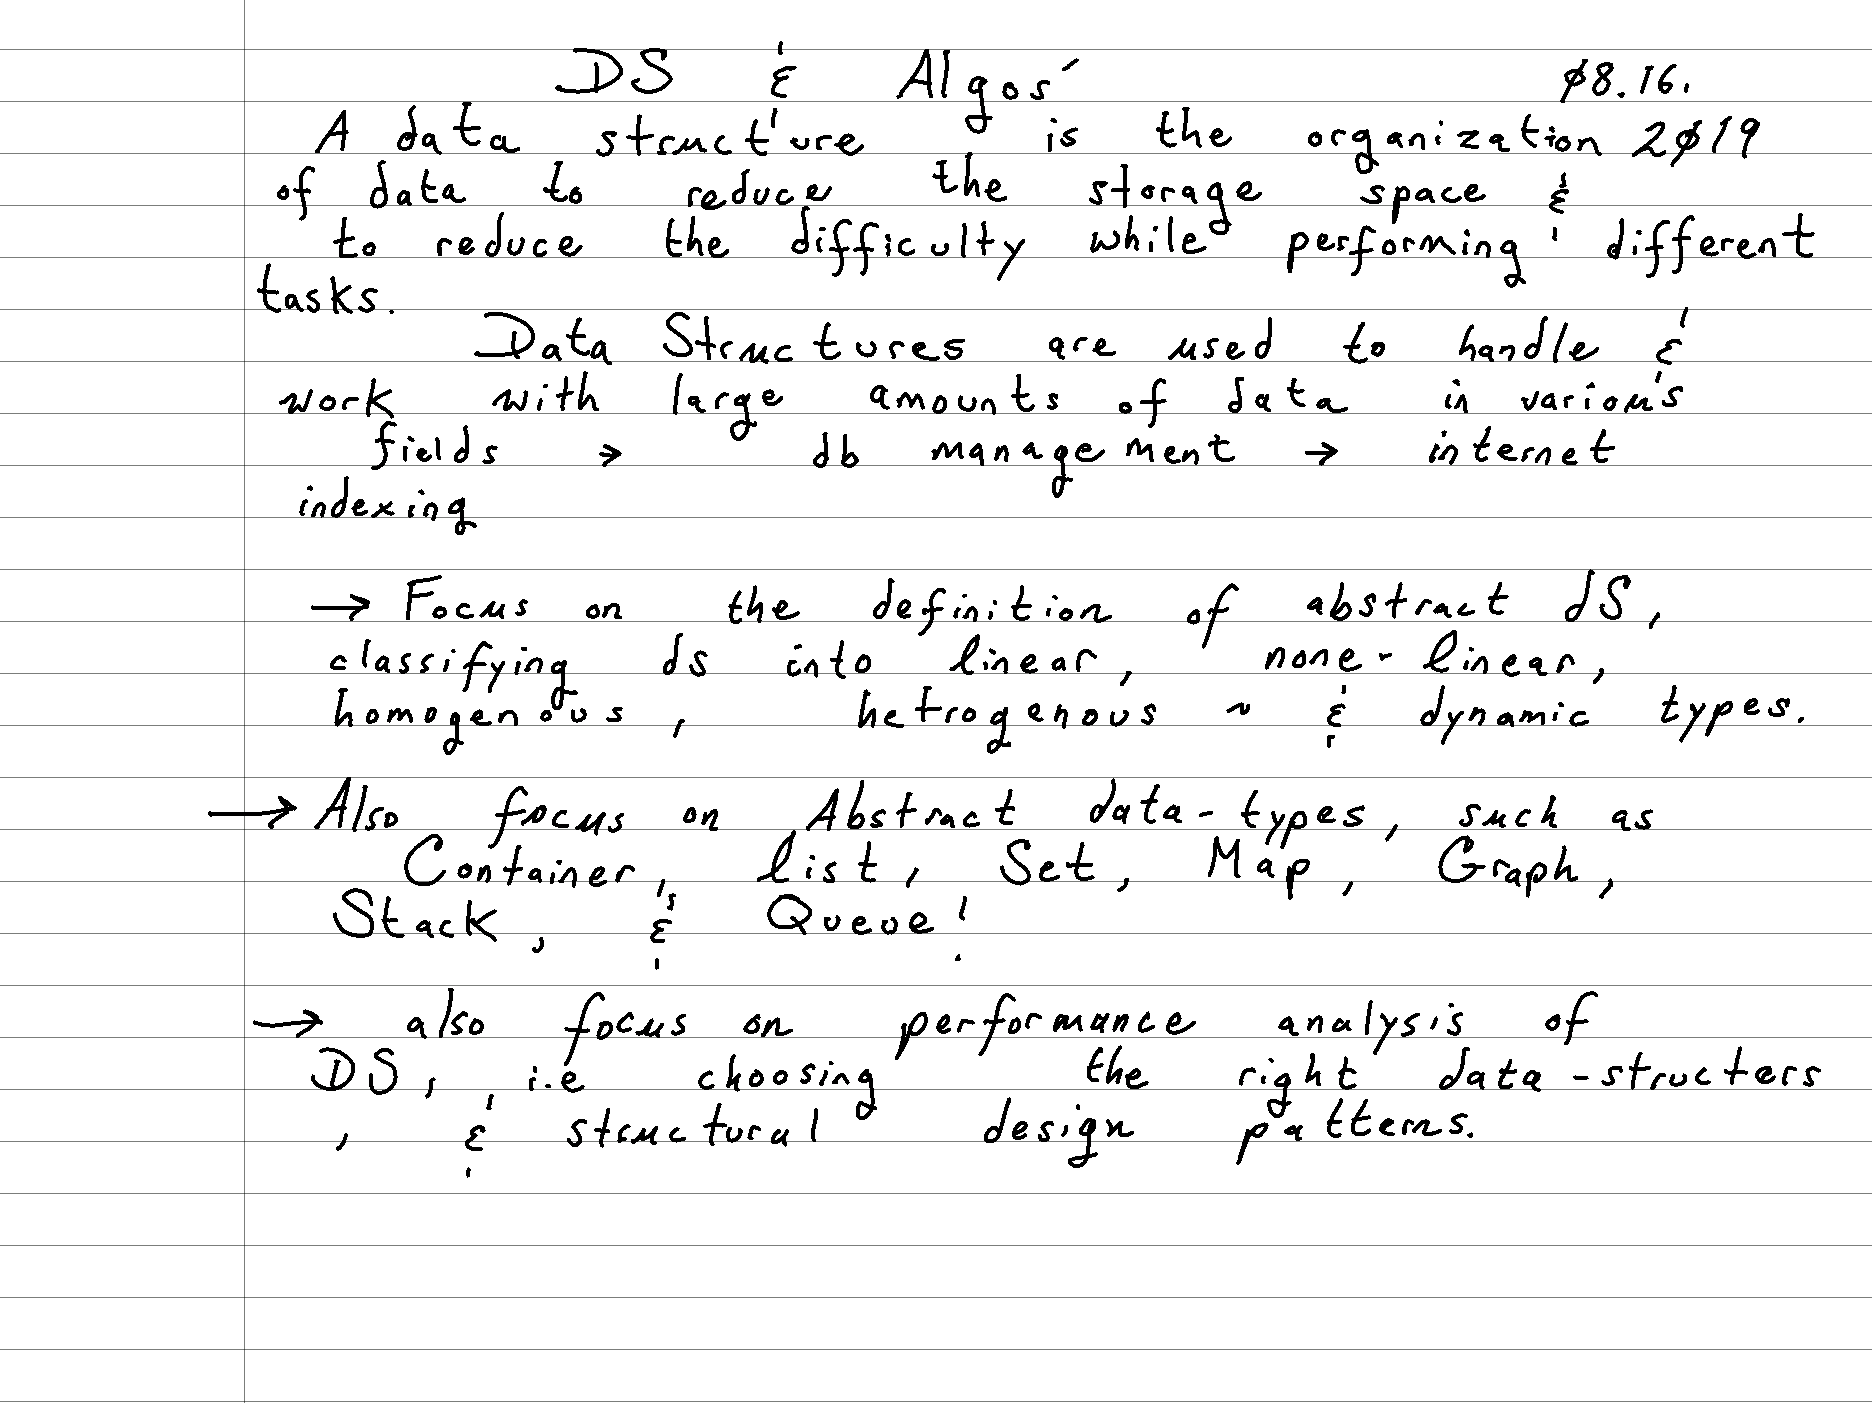 DS & Algos 08.16.
A data structure is the organization 2019
of data to reduce the storage space &
to reduce the difficulty while performing different
tasks.
Data Structures are used to handle &
work with large amounts of data in various
fields → db management → internet
indexing
→ Focus on the definition of abstract dS,
classifying ds into linear, none-linear,
homogenous, hetrogenous ~ & dynamic types.
→ Also focus on Abstract data-types, such as
Container, list, Set, Map, Graph,
Stack, & Queue!
→ also focus on performance analysis of
DS, i.e choosing the right data-structers
, & structural design patterns.